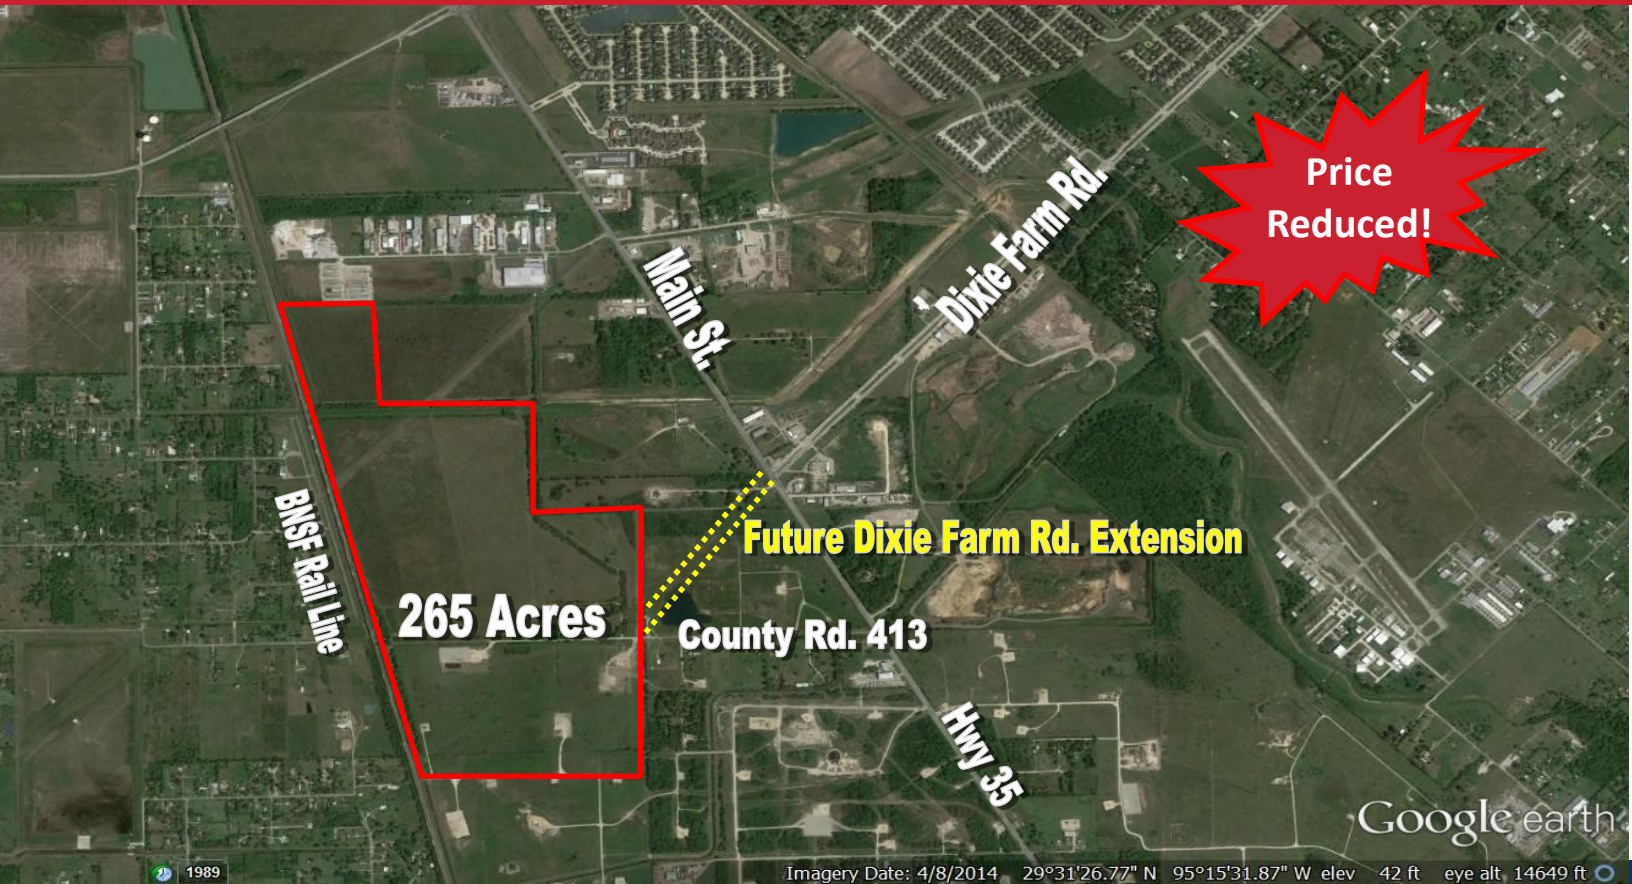 Price
Reduced!
Dixie Farm Rd.
Main St.
BNSF Rail Line
Future Dixie Farm Rd. Extension
265 Acres
County Rd. 413
Hwy 35
Google earth
1989
Imagery Date: 4/8/2014 29°31'26.77" N 95°15'31.87" W elev 42 ft eye alt 14649 ft